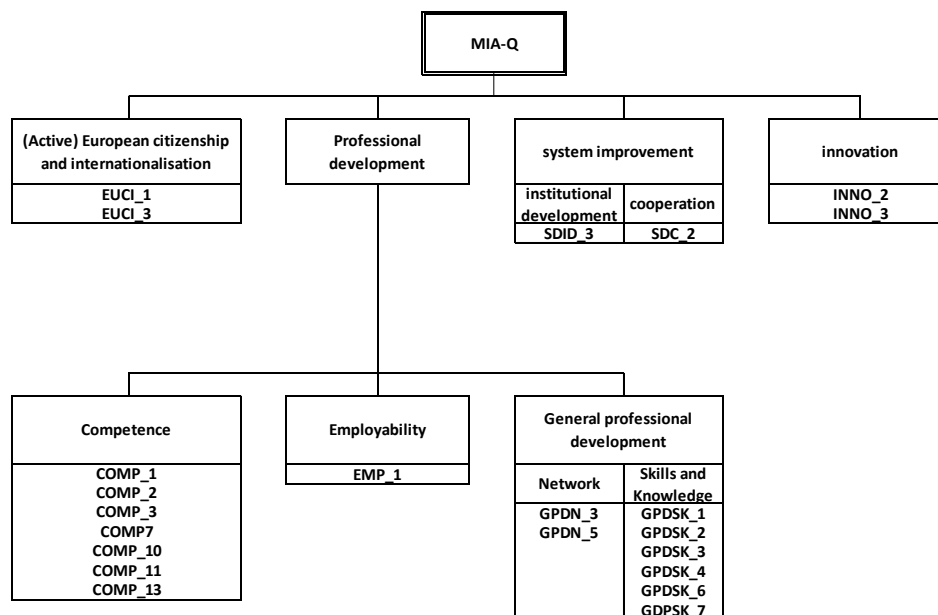 MIA-Q
(Active) European citizenship
and internationalisation
EUCI_1
EUCI_3
Professional
development
system improvement
institutional
development
SDID_3
cooperation
SDC_2
innovation
INNO_2
INNO_3
Competence
COMP_1
COMP_2
COMP_3
COMP7
COMP_10
COMP_11
COMP_13
Employability
EMP_1
General professional
development
Network
GPDN_3
GPDN_5
Skills and
Knowledge
GPDSK_1
GPDSK_2
GPDSK_3
GPDSK_4
GPDSK_6
GDPSK_7